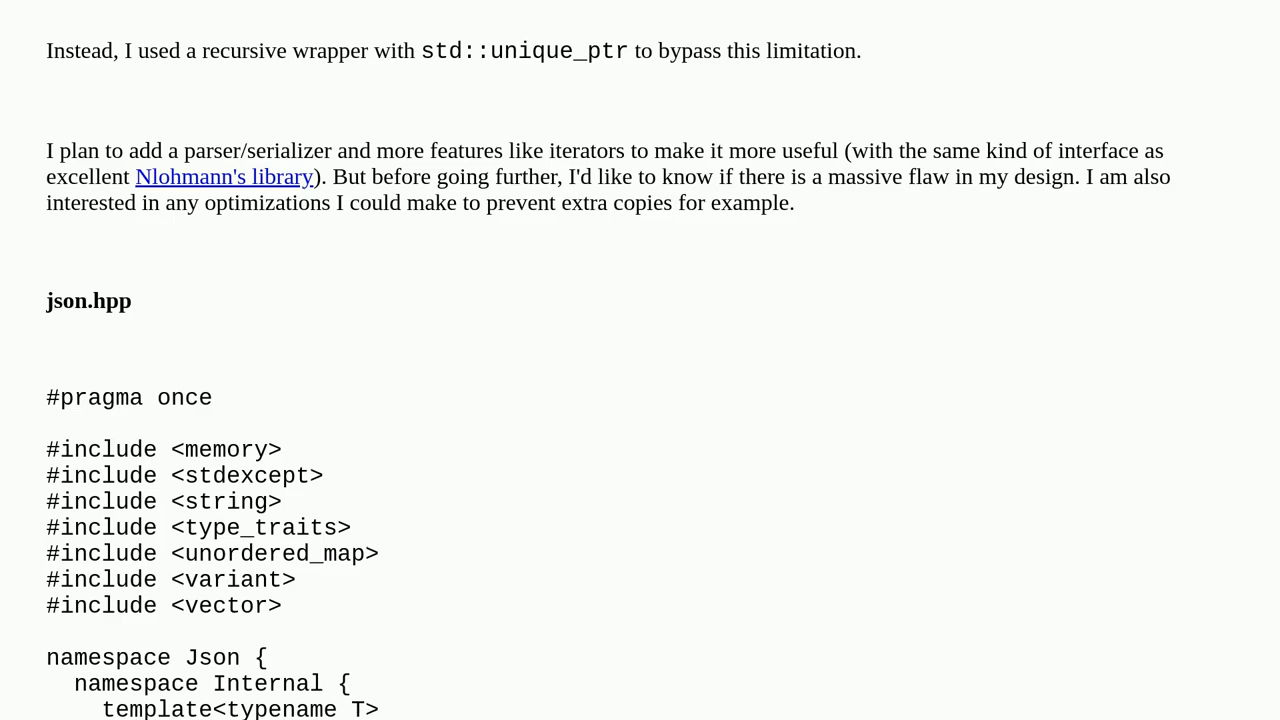 Instead, I used a recursive wrapper with std::unique_ptr to bypass this limitation.
I plan to add a parser/serializer and more features like iterators to make it more useful (with the same kind of interface as
excellent Nlohmann's library). But before going further, I'd like to know if there is a massive flaw in my design. I am also
interested in any optimizations I could make to prevent extra copies for example.
json.hpp
#pragma once
#include <memory>
#include <stdexcept>
#include <string>
#include <type_traits>
#include <unordered_map>
#include <variant>
#include <vector>
namespace Json {
  namespace Internal {
    template<typename T>